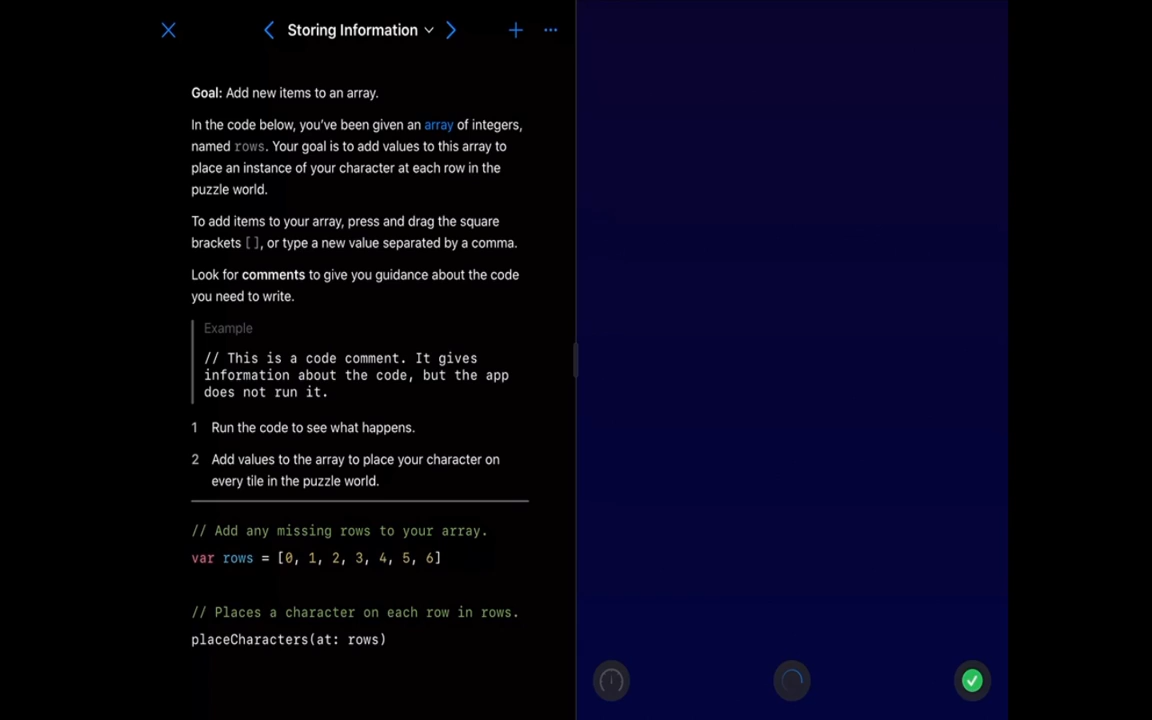 Storing Information
Goal: Add new items to an array.
In the code below, you’ve been given an array of integers,
named rows. Your goal is to add values to this array to
place an instance of your character at each row in the
puzzle world.
To add items to your array, press and drag the square
brackets [ ], or type a new value separated by a comma.
Look for comments to give you guidance about the code
you need to write.
Example
// This is a code comment. It gives
information about the code, but the app
does not run it.
1 Run the code to see what happens.
2 Add values to the array to place your character on
every tile in the puzzle world.
// Add any missing rows to your array.
var rows = [0, 1, 2, 3, 4, 5, 6]
// Places a character on each row in rows.
placeCharacters(at: rows)